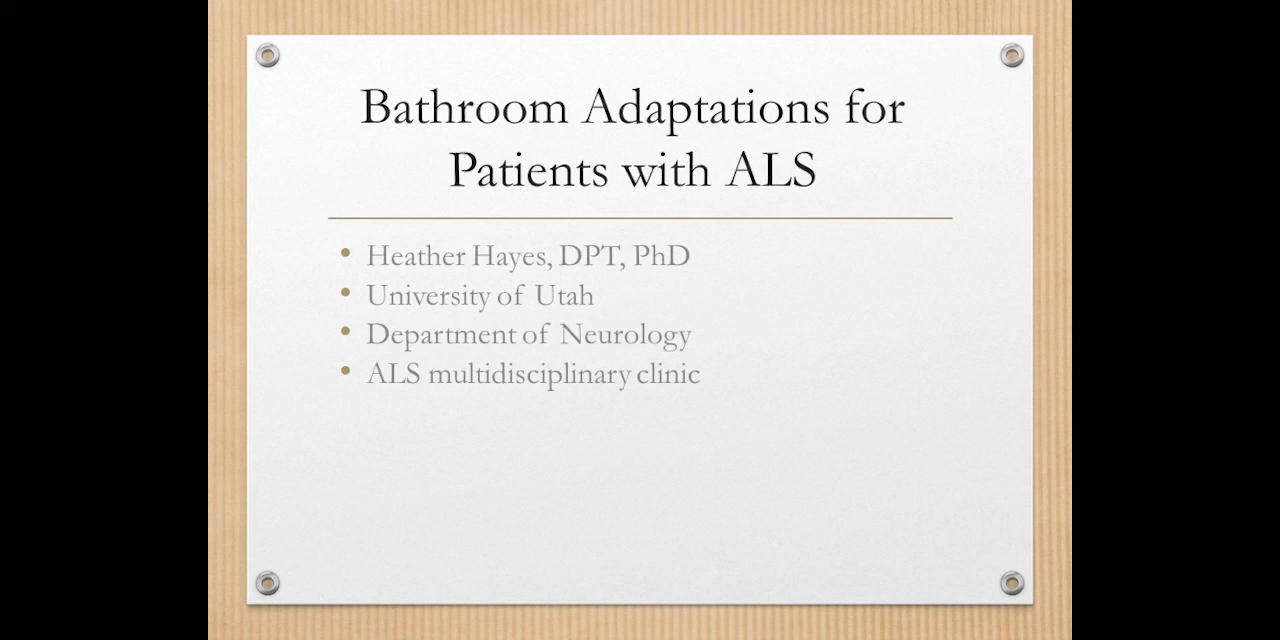 Bathroom Adaptations for
Patients with ALS
• Heather Hayes, DPT, PhD
• University of Utah
• Department of Neurology
• ALS multidisciplinary clinic